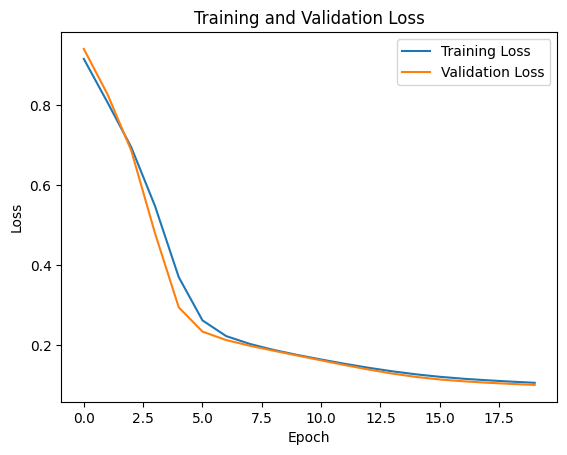 Training and Validation Loss
Training Loss
Validation Loss
Loss
0.8
0.6
0.4
0.2
0.0
2.5
5.0
7.5
10.0
12.5
15.0
17.5
Epoch